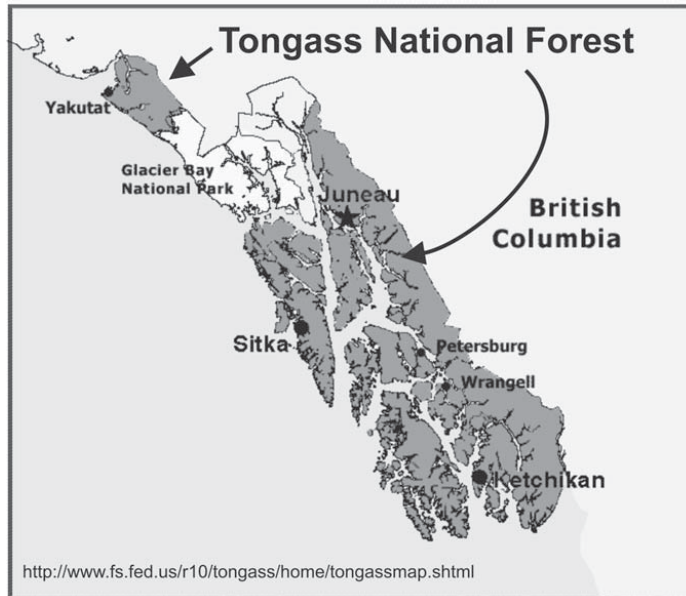 Tongass National Forest
Yakutat
Glacier Bay
National Park
Juneau
British
Columbia
Sitka
Petersburg
Wrangell
Ketchikan
http://www.fs.fed.us/r10/tongass/home/tongassmap.shtml